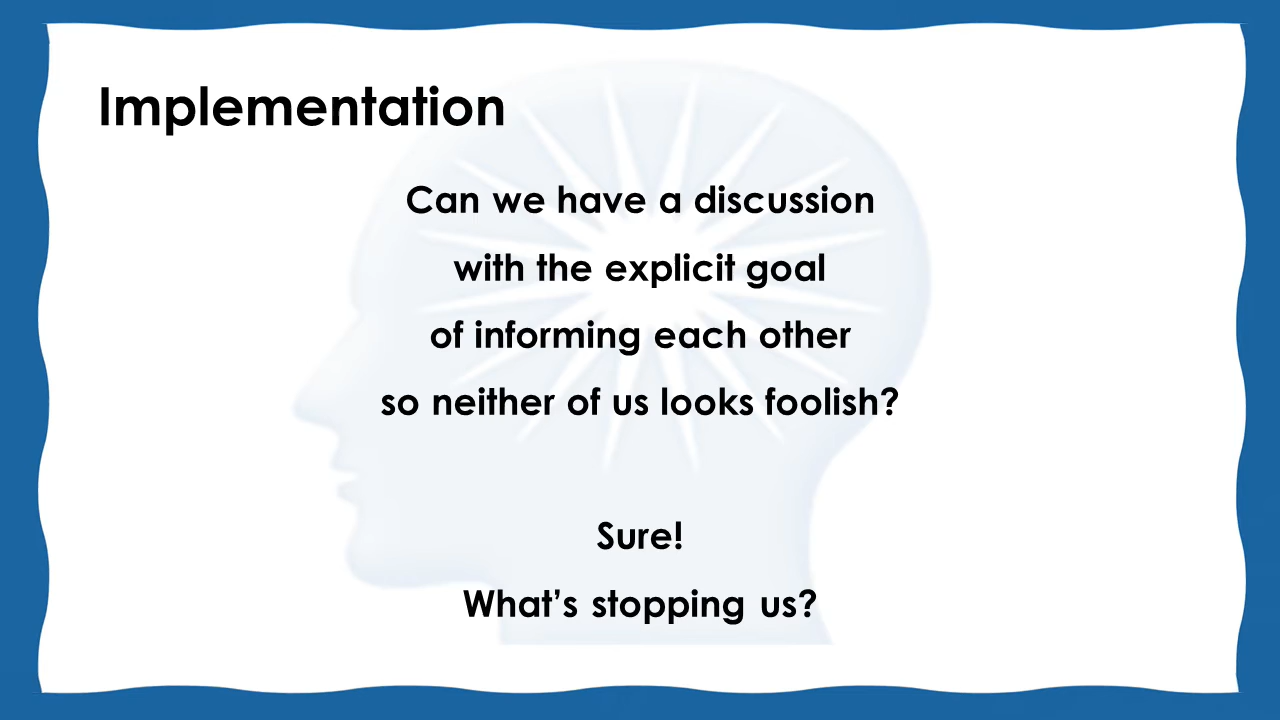 Implementation
Can we have a discussion
with the explicit goal
of informing each other
so neither of us looks foolish?
Sure!
What’s stopping us?